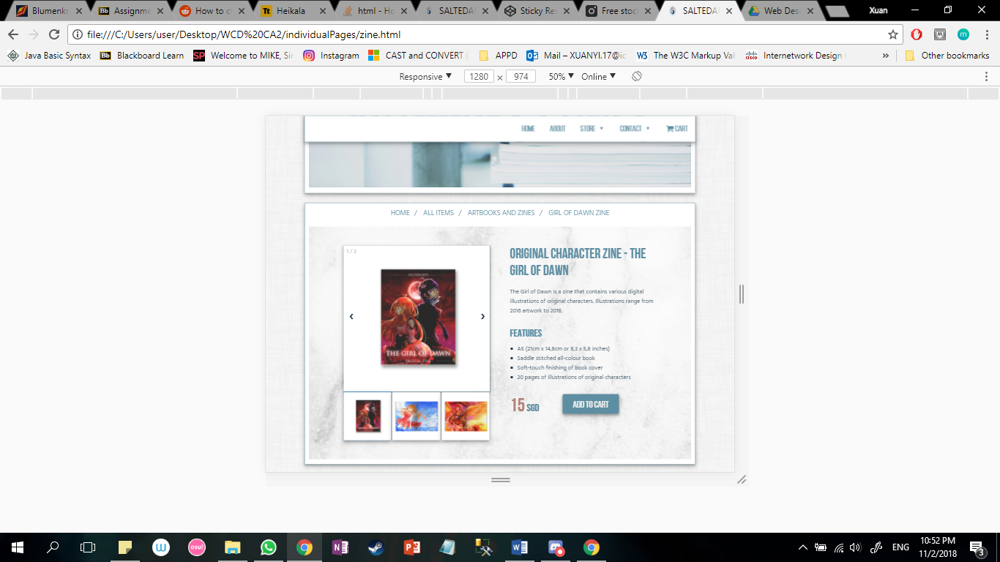 Blumenkr
Assignme
How to c
Heikala
html - Ho
SALTEDA
Sticky Res
Free stoc
SALTEDA
Web Des
Xuan
file:///C:/Users/user/Desktop/WCD%20CA2/individualPages/zine.html
Java Basic Syntax
Blackboard Learn
Welcome to MIKE, Sin
Instagram
CAST and CONVERT (
APPD
Mail – XUANYI.17@ic
The W3C Markup Vali
Internetwork Design
»
Other bookmarks
Responsive ▼ 1280 × 974 50% ▼ Online ▼
HOME ABOUT STORE ▼ CONTACT ▼ CART
HOME / ALL ITEMS / ARTBOOKS AND ZINES / GIRL OF DAWN ZINE
1 / 3
THE GIRL OF DAWN
DIGITAL ZINE
‹ ›
ORIGINAL CHARACTER ZINE - THE
GIRL OF DAWN
The Girl of Dawn is a zine that contains various digital
illustrations of original characters. Illustrations range from
2016 artwork to 2018.
FEATURES
A5 (21cm x 14,8cm or 8,3 x 5,8 inches)
Saddle stitched all-colour book
Soft-touch finishing of book cover
20 pages of illustrations of original characters
15 SGD
ADD TO CART
osu!
ENG
10:52 PM
11/2/2018
3